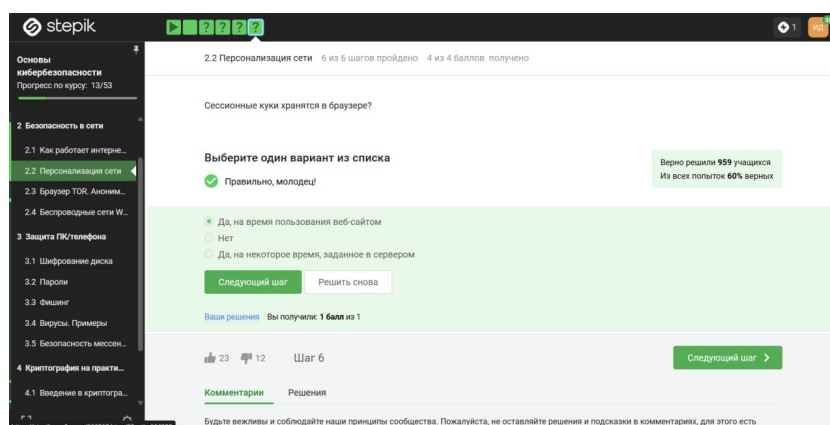 stepik
? ? ? ?
1
ИД
Основы
кибербезопасности
Прогресс по курсу: 13/53
2 Безопасность в сети
2.1 Как работает интерне...
2.2 Персонализация сети
2.3 Браузер TOR. Аноним...
2.4 Беспроводные сети W...
3 Защита ПК/телефона
3.1 Шифрование диска
3.2 Пароли
3.3 Фишинг
3.4 Вирусы. Примеры
3.5 Безопасность мессен...
4 Криптография на практи...
4.1 Введение в криптогра...
2.2 Персонализация сети 6 из 6 шагов пройдено 4 из 4 баллов получено
Сессионные куки хранятся в браузере?
Выберите один вариант из списка
Правильно, молодец!
Верно решили 959 учащихся
Из всех попыток 60% верных
Да, на время пользования веб-сайтом
Нет
Да, на некоторое время, заданное в сервером
Следующий шаг Решить снова
Ваши решения Вы получили: 1 балл из 1
23 12 Шаг 6
Следующий шаг
Комментарии Решения
Будьте вежливы и соблюдайте наши принципы сообщества. Пожалуйста, не оставляйте решения и подсказки в комментариях, для этого есть